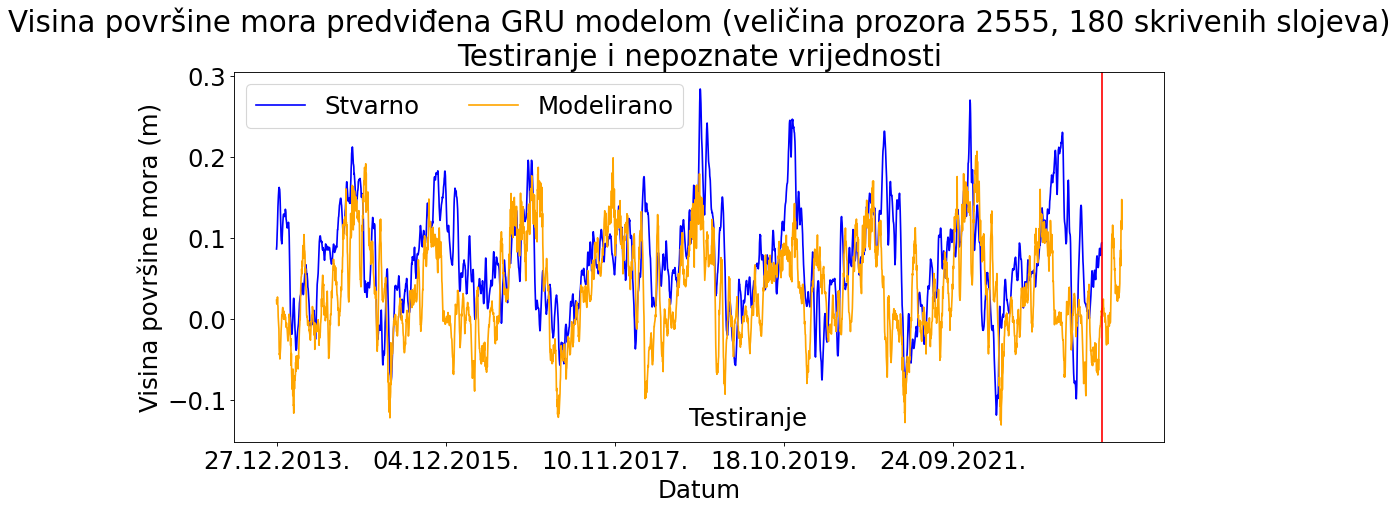 Visina površine mora predviđena GRU modelom (veličina prozora 2555, 180 skrivenih slojeva)
Testiranje i nepoznate vrijednosti
Stvarno Modelirano
Visina površine mora (m)
0.3
0.2
0.1
0.0
−0.1
Testiranje
27.12.2013. 04.12.2015. 10.11.2017. 18.10.2019. 24.09.2021.
Datum